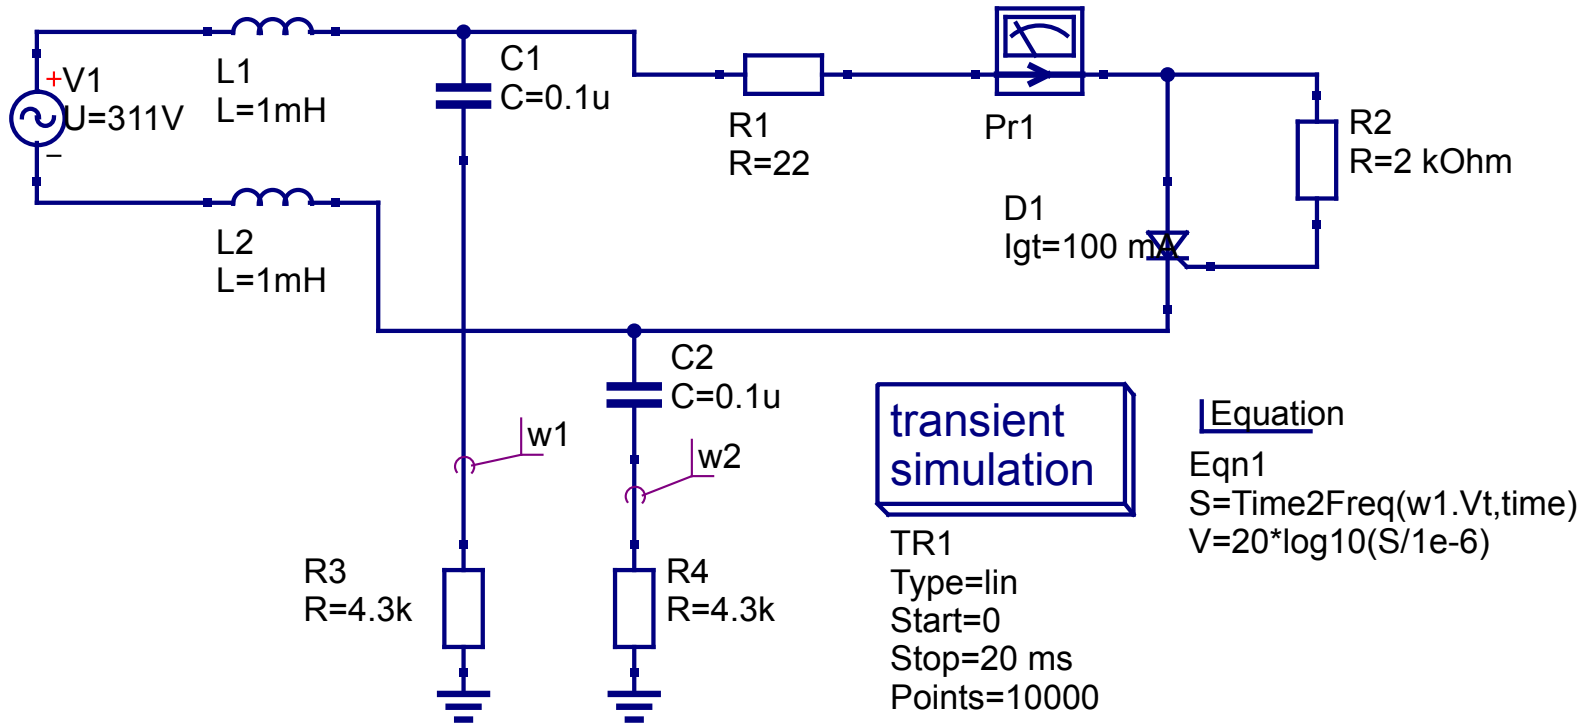 +
V1
U=311V
−
L1
L=1mH
L2
L=1mH
C1
C=0.1u
R1
R=22
Pr1
R2
R=2 kOhm
D1
Igt=100 mA
C2
C=0.1u
w1
w2
R3
R=4.3k
R4
R=4.3k
transient
simulation
TR1
Type=lin
Start=0
Stop=20 ms
Points=10000
Equation
Eqn1
S=Time2Freq(w1.Vt,time)
V=20*log10(S/1e-6)